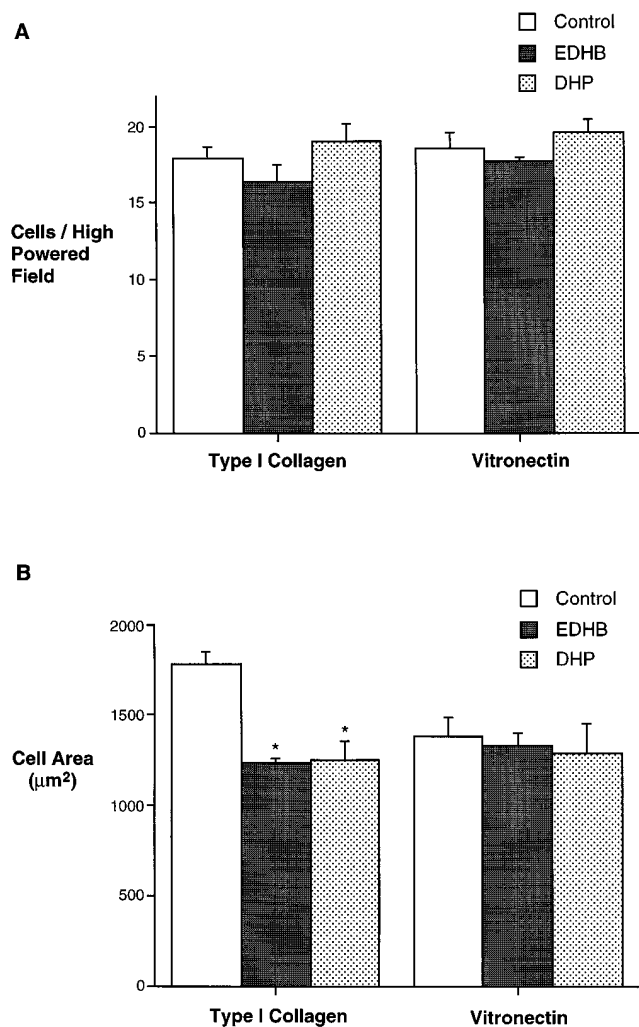 A
Control
EDHB
DHP
20
15
10
5
0
Cells / High
Powered
Field
Type I Collagen
Vitronectin
B
Control
EDHB
DHP
2000
1500
1000
500
0
Cell Area
(μm²)
*
*
Type I Collagen
Vitronectin